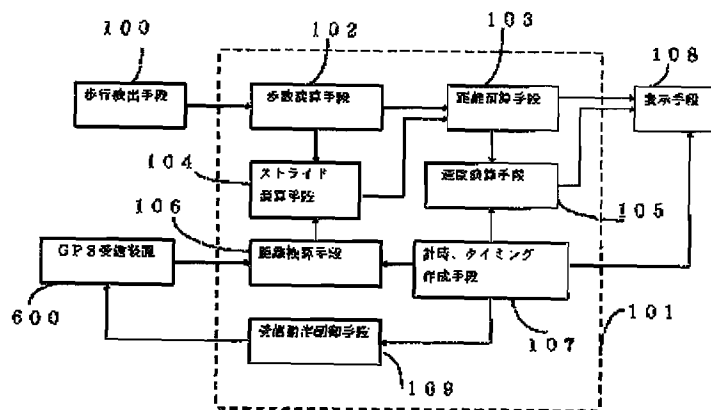 100
102
103
108
歩行検出手段
歩数演算手段
距離演算手段
表示手段
104
ストライド
演算手段
速度演算手段
105
106
GPS受信装置
距離換算手段
計時、タイミング
作成手段
600
101
107
受信動作制御手段
109